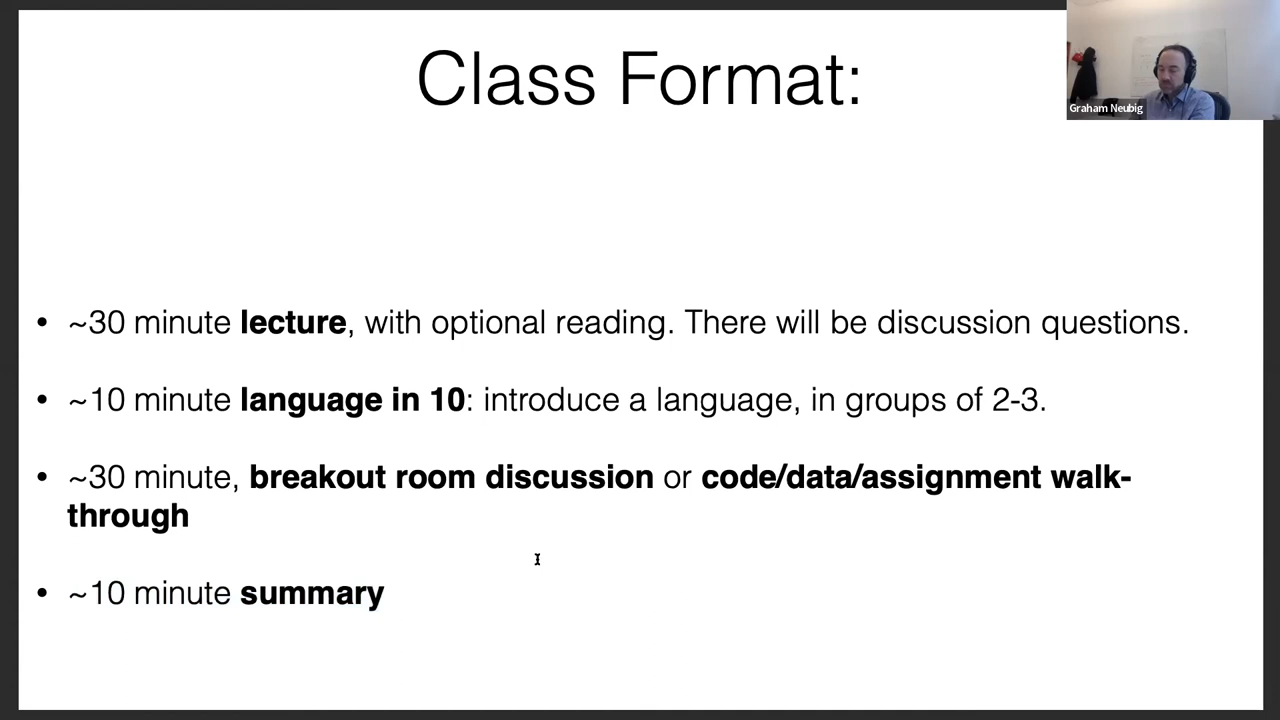 Class Format:
Graham Neubig
• ~30 minute lecture, with optional reading. There will be discussion questions.
• ~10 minute language in 10: introduce a language, in groups of 2-3.
• ~30 minute, breakout room discussion or code/data/assignment walk-
through
• ~10 minute summary